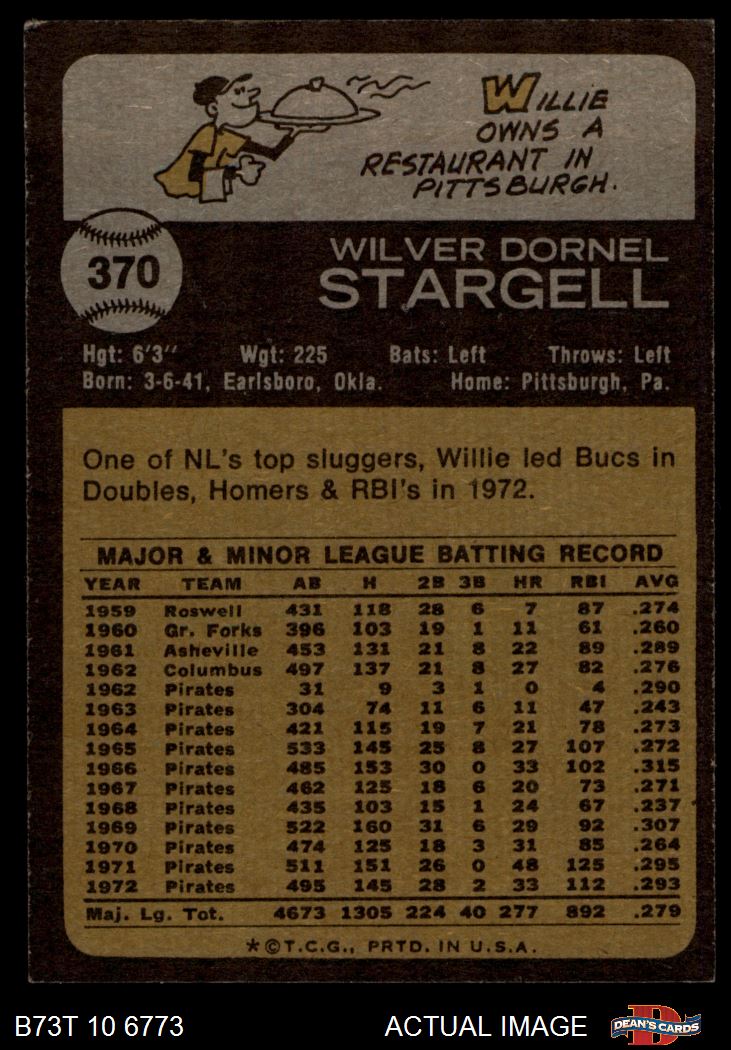 WILLIE
OWNS A
RESTAURANT IN
PITTSBURGH.
370
WILVER DORNEL
STARGELL
Hgt: 6'3" Wgt: 225 Bats: Left Throws: Left
Born: 3-6-41, Earlsboro, Okla. Home: Pittsburgh, Pa.
One of NL's top sluggers, Willie led Bucs in
Doubles, Homers & RBI's in 1972.
MAJOR & MINOR LEAGUE BATTING RECORD
YEAR TEAM AB H 2B 3B HR RBI AVG
1959 Roswell 431 118 28 6 7 87 .274
1960 Gr. Forks 396 103 19 1 11 61 .260
1961 Asheville 453 131 21 8 22 89 .289
1962 Columbus 497 137 21 8 27 82 .276
1962 Pirates 31 9 3 1 0 4 .290
1963 Pirates 304 74 11 6 11 47 .243
1964 Pirates 421 115 19 7 21 78 .273
1965 Pirates 533 145 25 8 27 107 .272
1966 Pirates 485 153 30 0 33 102 .315
1967 Pirates 462 125 18 6 20 73 .271
1968 Pirates 435 103 15 1 24 67 .237
1969 Pirates 522 160 31 6 29 92 .307
1970 Pirates 474 125 18 3 31 85 .264
1971 Pirates 511 151 26 0 48 125 .295
1972 Pirates 495 145 28 2 33 112 .293
Maj. Lg. Tot. 4673 1305 224 40 277 892 .279
*©T.C.G., PRTD. IN U.S.A.
B73T 10 6773 ACTUAL IMAGE DEAN'S CARDS